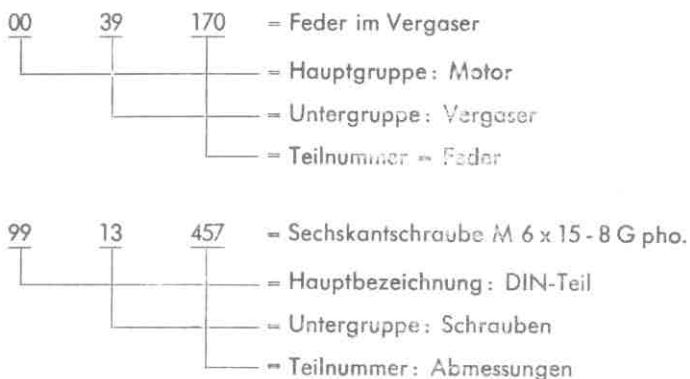 00 39 170 = Feder im Vergaser
= Hauptgruppe: Motor
= Untergruppe: Vergaser
= Teilnummer = Feder
99 13 457 = Sechskantschraube M 6 x 15 - 8 G pho.
= Hauptbezeichnung: DIN-Teil
= Untergruppe: Schrauben
= Teilnummer: Abmessungen